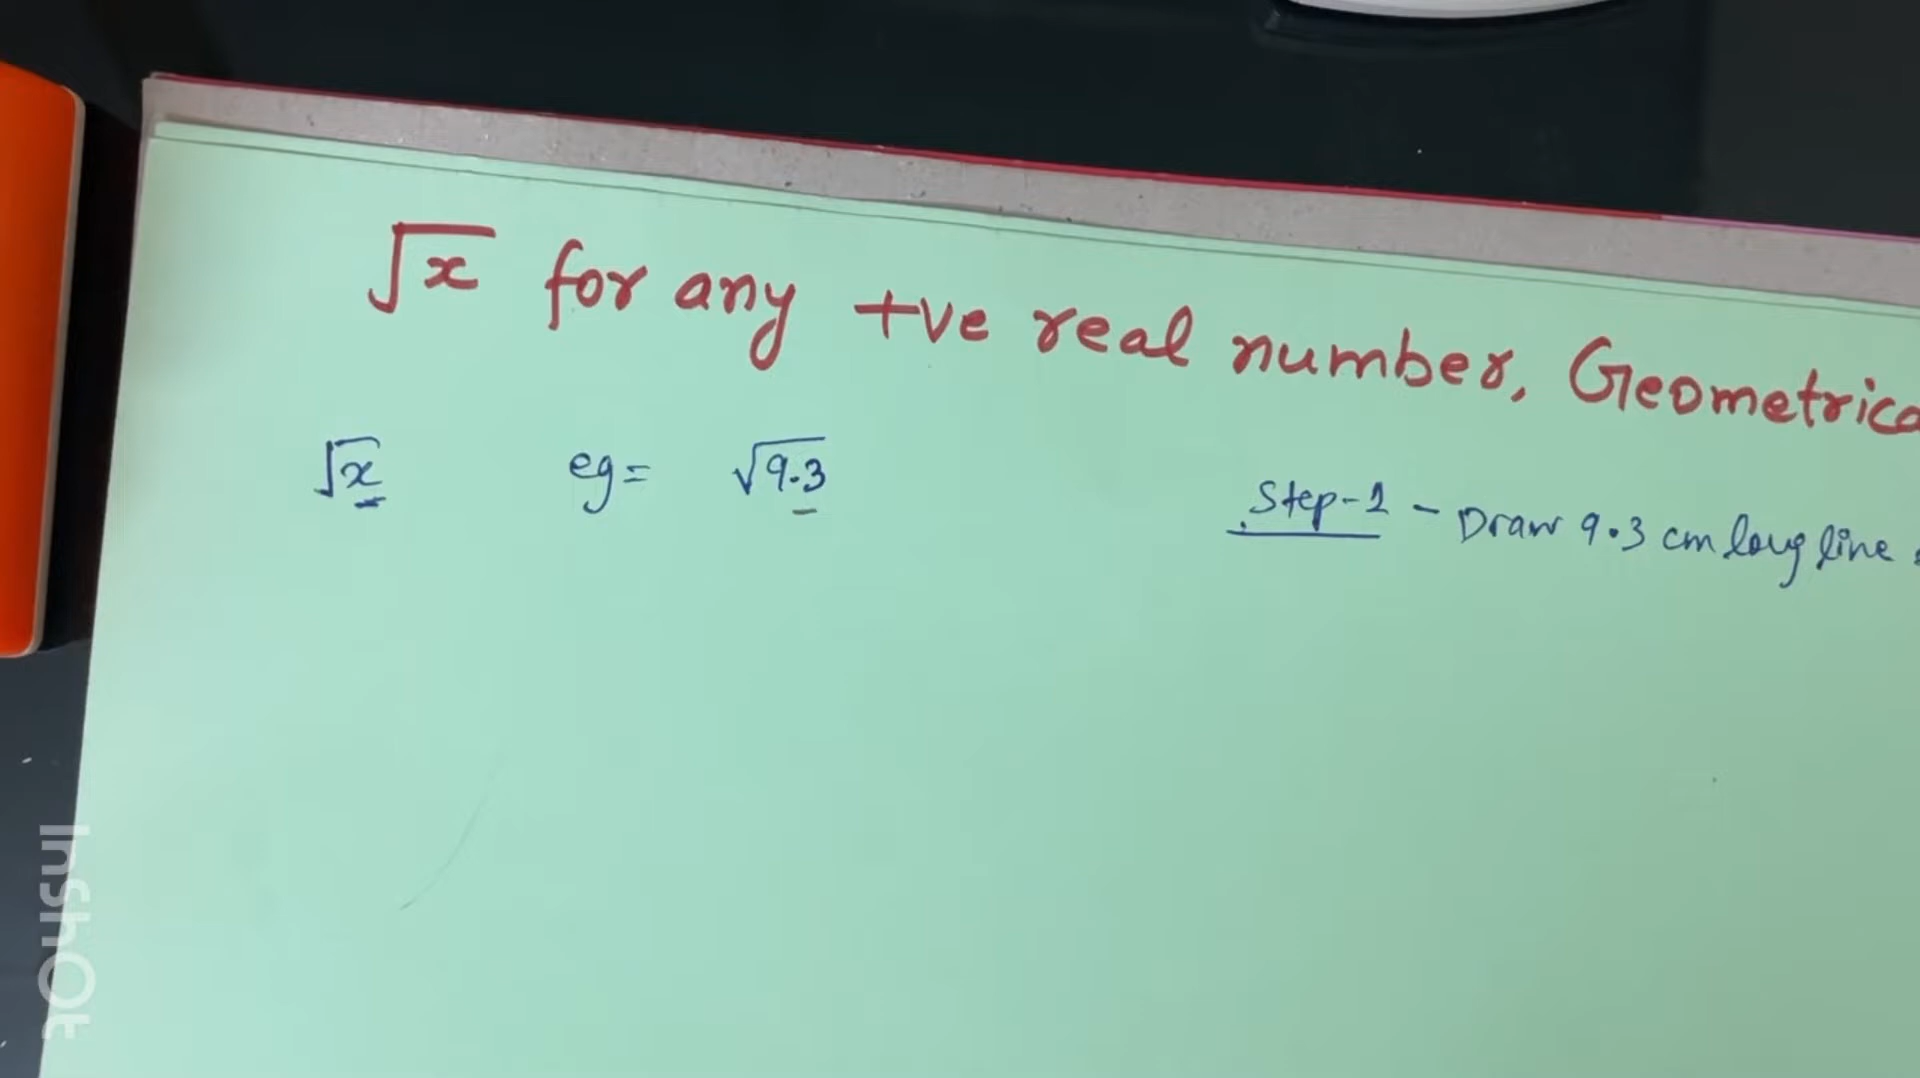 √x for any +ve real number, Geometrica
√x eg= √9.3
Step-1 - Draw 9.3 cm long line
InShOt